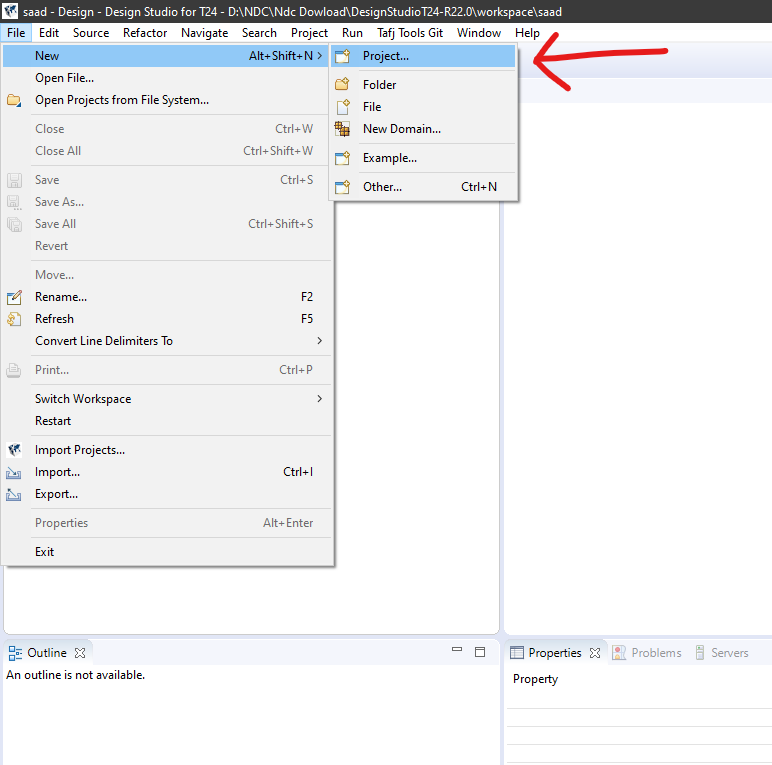 saad - Design - Design Studio for T24 - D:\NDC\Ndc Dowload\DesignStudioT24-R22.0\workspace\saad
File Edit Source Refactor Navigate Search Project Run Tafj Tools Git Window Help
New Alt+Shift+N >
Open File...
Open Projects from File System...
Close Ctrl+W
Close All Ctrl+Shift+W
Save Ctrl+S
Save As...
Save All Ctrl+Shift+S
Revert
Move...
Rename... F2
Refresh F5
Convert Line Delimiters To >
Print... Ctrl+P
Switch Workspace >
Restart
Import Projects...
Import... Ctrl+I
Export...
Properties Alt+Enter
Exit
Project...
Folder
File
New Domain...
Example...
Other... Ctrl+N
Outline
An outline is not available.
Properties Problems Servers
Property